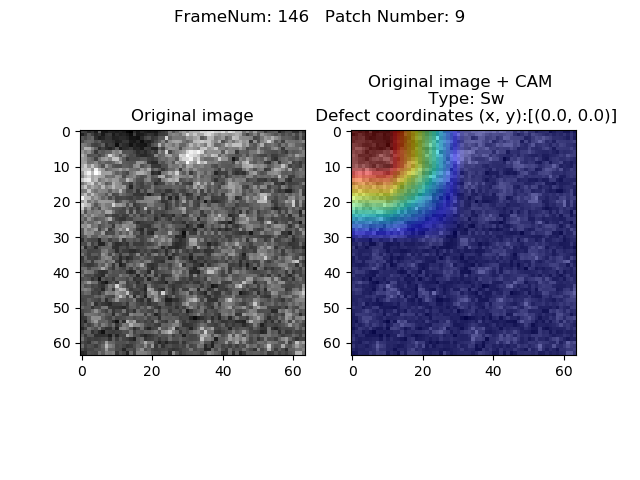 FrameNum: 146   Patch Number: 9
Original image
Original image + CAM
Type: Sw
Defect coordinates (x, y):[(0.0, 0.0)]
0
10
20
30
40
50
60
0 20 40 60
0
10
20
30
40
50
60
0 20 40 60